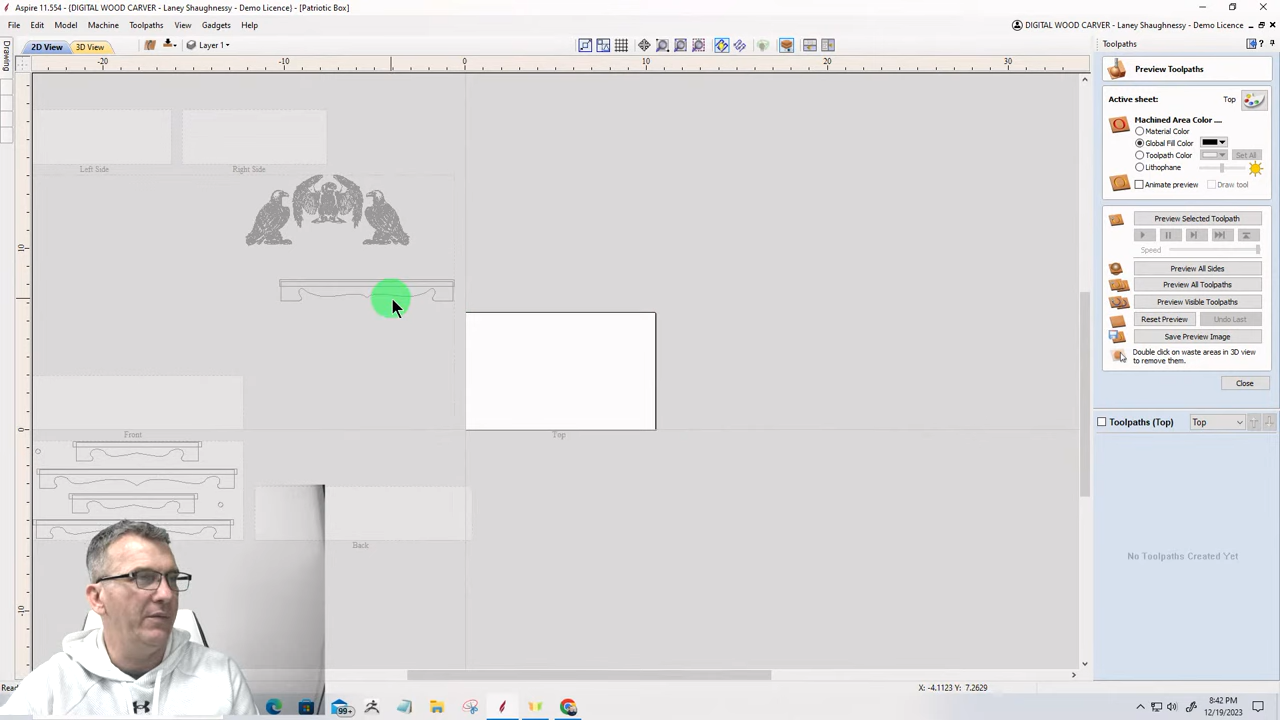 Aspire 11.554 - (DIGITAL WOOD CARVER - Laney Shaughnessy - Demo Licence) - [Patriotic Box]
File Edit Model Machine Toolpaths View Gadgets Help
DIGITAL WOOD CARVER - Laney Shaughnessy - Demo Licence
2D View
3D View
Layer 1
Drawing
-20 -10 0 10 20 30
10
0
-10
Left Side
Right Side
Front
Top
Back
Toolpaths
Preview Toolpaths
Active sheet: Top
Machined Area Color ....
Material Color
Global Fill Color
Toolpath Color
Set All
Lithophane
Animate preview
Draw tool
Preview Selected Toolpath
Speed
Preview All Sides
Preview All Toolpaths
Preview Visible Toolpaths
Reset Preview
Undo Last
Save Preview Image
Double click on waste areas in 3D view
to remove them.
Close
Toolpaths (Top)
Top
No Toolpaths Created Yet
X: -4.1123 Y: 7.2629
99+
8:42 PM
12/19/2023